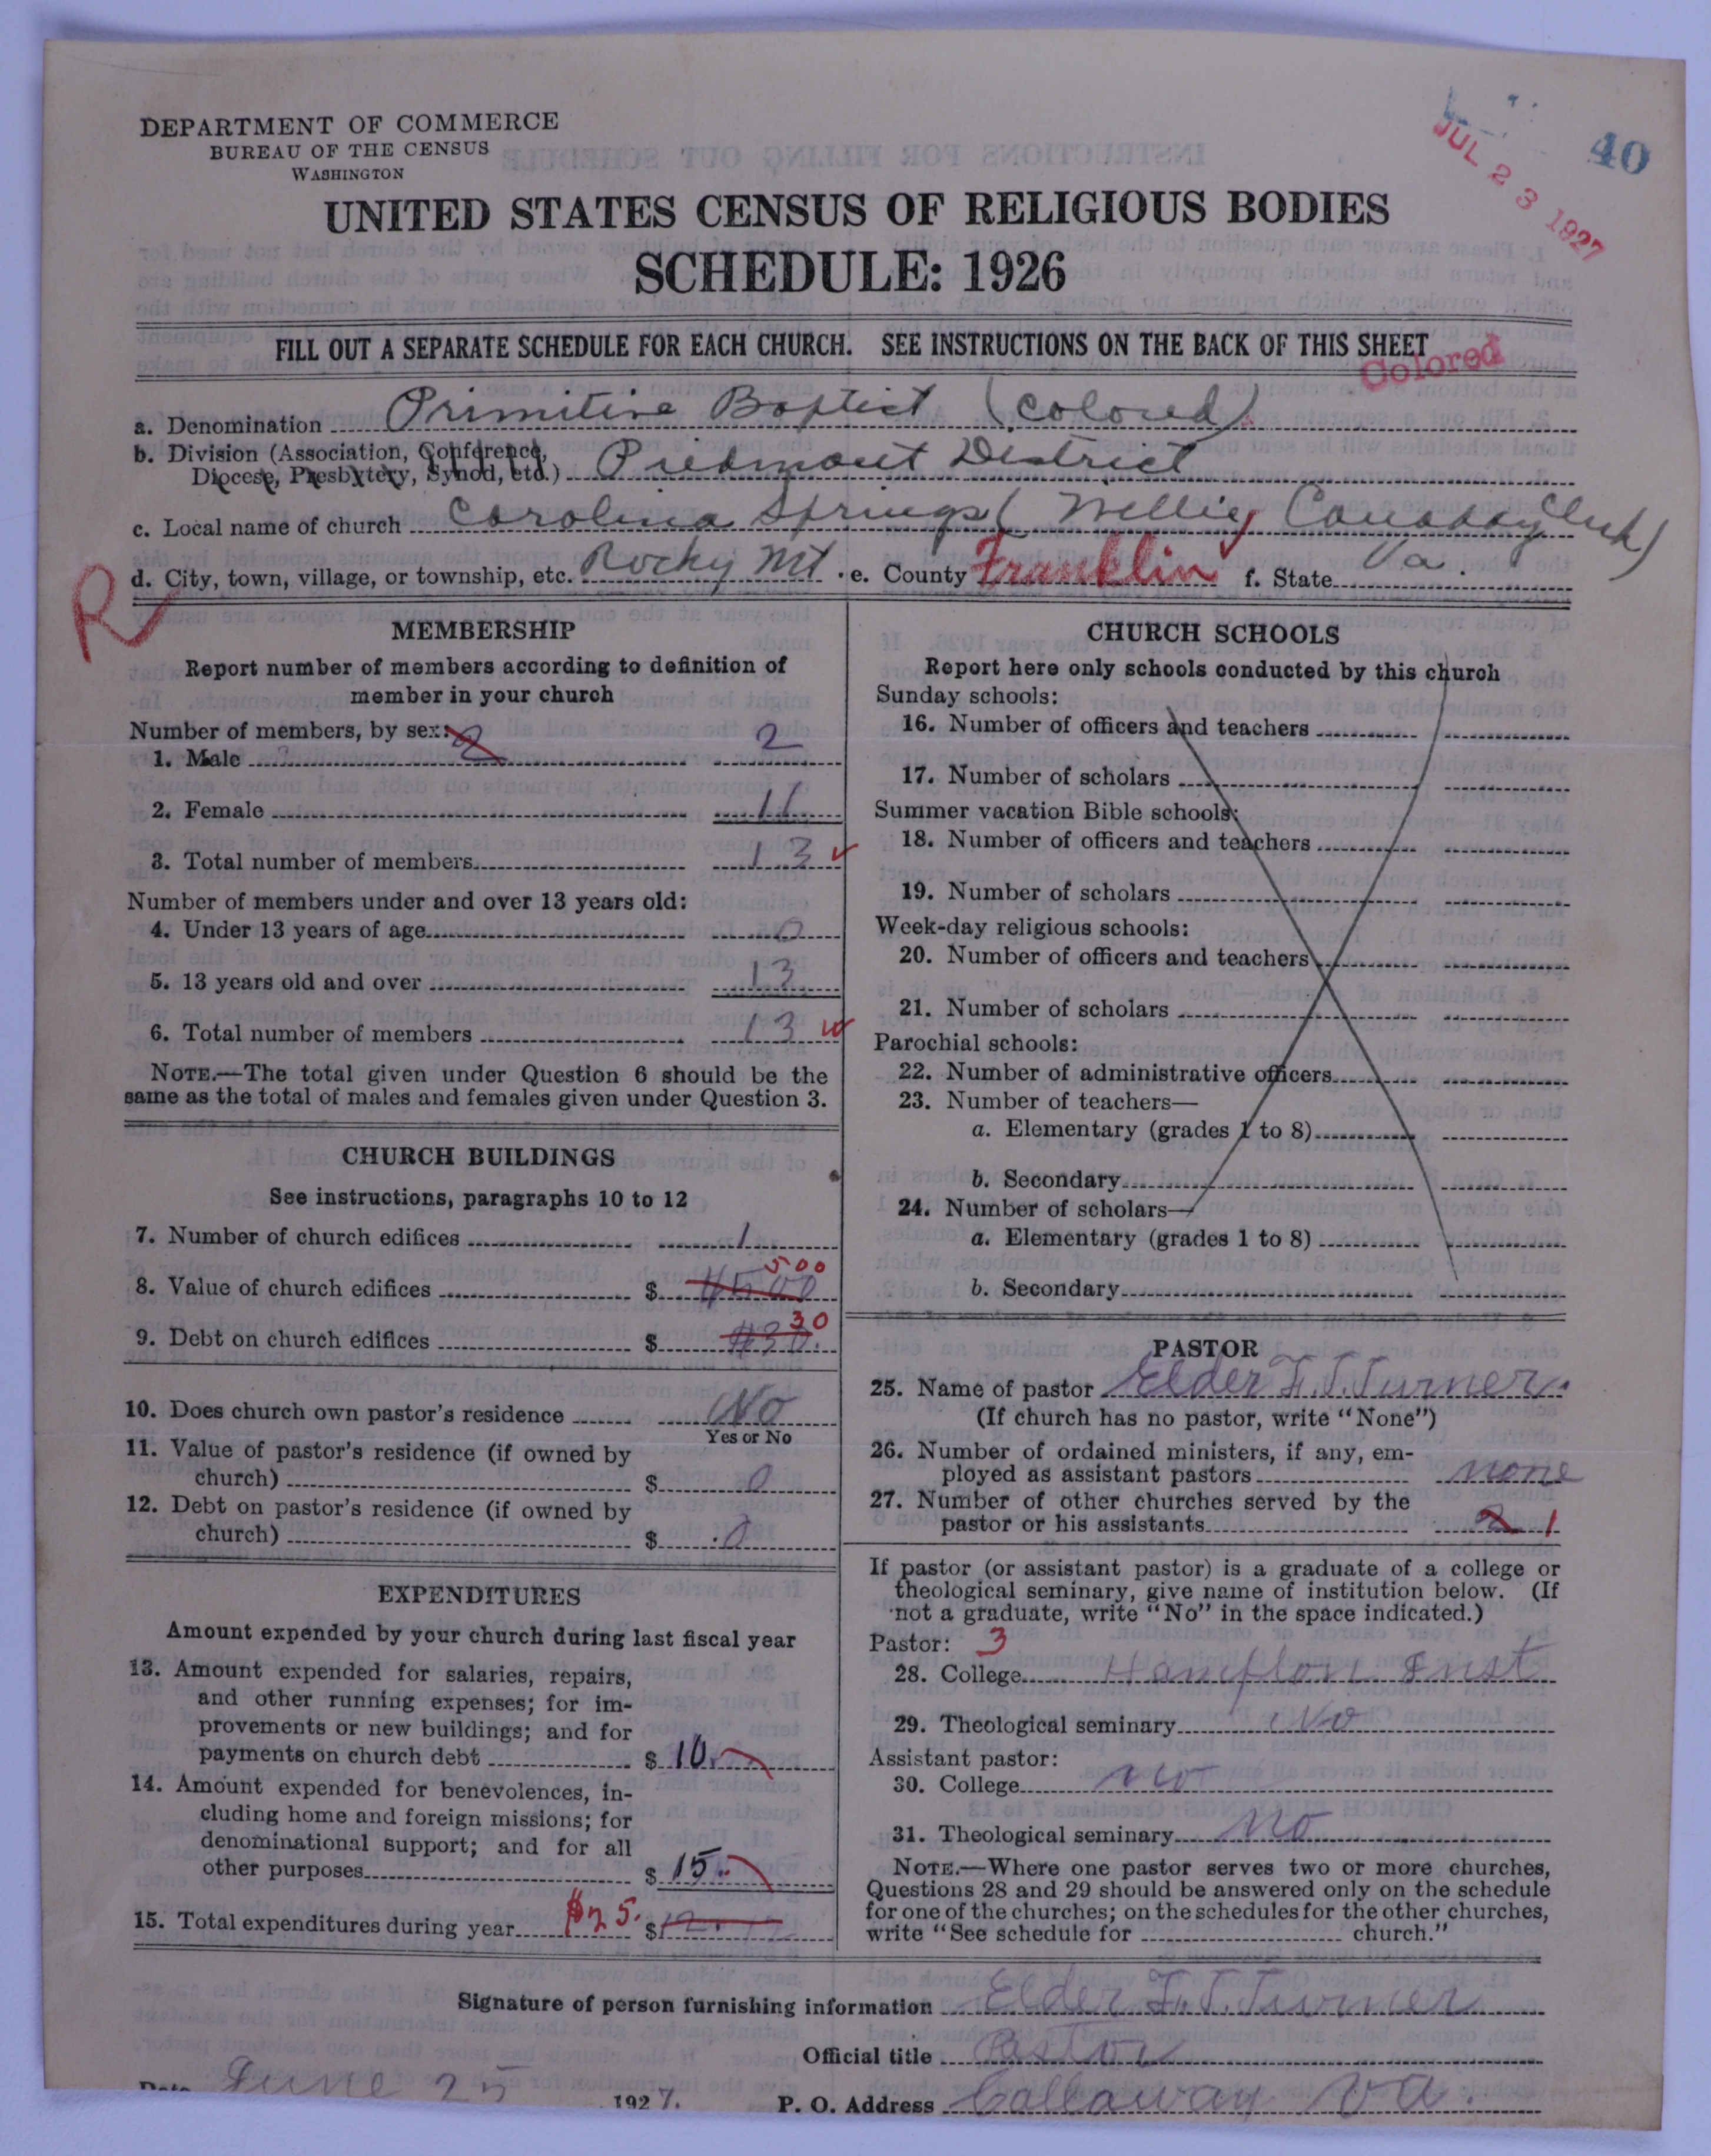 DEPARTMENT OF COMMERCE
BUREAU OF THE CENSUS
WASHINGTON
JUL 23 1927
40
UNITED STATES CENSUS OF RELIGIOUS BODIES
SCHEDULE: 1926
FILL OUT A SEPARATE SCHEDULE FOR EACH CHURCH. SEE INSTRUCTIONS ON THE BACK OF THIS SHEET
Colored
a. Denomination Primitive Baptist (Colored)
b. Division (Association, Conference,
Diocese, Presbytery, Synod, etc.) Piedmont District
c. Local name of church Carolina Springs ( Clerk)
d. City, town, village, or township, etc. Rocky Mt. e. County Franklin f. State Va.
R
MEMBERSHIP
Report number of members according to definition of
member in your church
Number of members, by sex: 2
1. Male 2
2. Female 11
3. Total number of members 13
Number of members under and over 13 years old:
4. Under 13 years of age 0
5. 13 years old and over 13
6. Total number of members 13
NOTE.—The total given under Question 6 should be the
same as the total of males and females given under Question 3.
CHURCH BUILDINGS
See instructions, paragraphs 10 to 12
7. Number of church edifices 1
500
8. Value of church edifices $
30
9. Debt on church edifices $ #30.
10. Does church own pastor's residence No
Yes or No
11. Value of pastor's residence (if owned by
church) $ 0
12. Debt on pastor's residence (if owned by
church) $ 0
EXPENDITURES
Amount expended by your church during last fiscal year
13. Amount expended for salaries, repairs,
and other running expenses; for im-
provements or new buildings; and for
payments on church debt $ 10.
14. Amount expended for benevolences, in-
cluding home and foreign missions; for
denominational support; and for all
other purposes $ 15.
15. Total expenditures during year $25. $12.
CHURCH SCHOOLS
Report here only schools conducted by this church
Sunday schools:
16. Number of officers and teachers
17. Number of scholars
Summer vacation Bible schools:
18. Number of officers and teachers
19. Number of scholars
Week-day religious schools:
20. Number of officers and teachers
21. Number of scholars
Parochial schools:
22. Number of administrative officers
23. Number of teachers—
a. Elementary (grades 1 to 8)
b. Secondary
24. Number of scholars—
a. Elementary (grades 1 to 8)
b. Secondary
PASTOR
25. Name of pastor Elder F. J. Turner.
(If church has no pastor, write "None")
26. Number of ordained ministers, if any, em-
ployed as assistant pastors none
27. Number of other churches served by the
pastor or his assistants 2 1
If pastor (or assistant pastor) is a graduate of a college or
theological seminary, give name of institution below. (If
not a graduate, write "No" in the space indicated.)
Pastor: 3
28. College Hampton Inst
29. Theological seminary No
Assistant pastor:
30. College no
31. Theological seminary No
NOTE.—Where one pastor serves two or more churches,
Questions 28 and 29 should be answered only on the schedule
for one of the churches; on the schedules for the other churches,
write "See schedule for church."
Signature of person furnishing information Elder F. J. Turner
Official title Pastor
Date June 25 1927. P. O. Address Callaway Va.